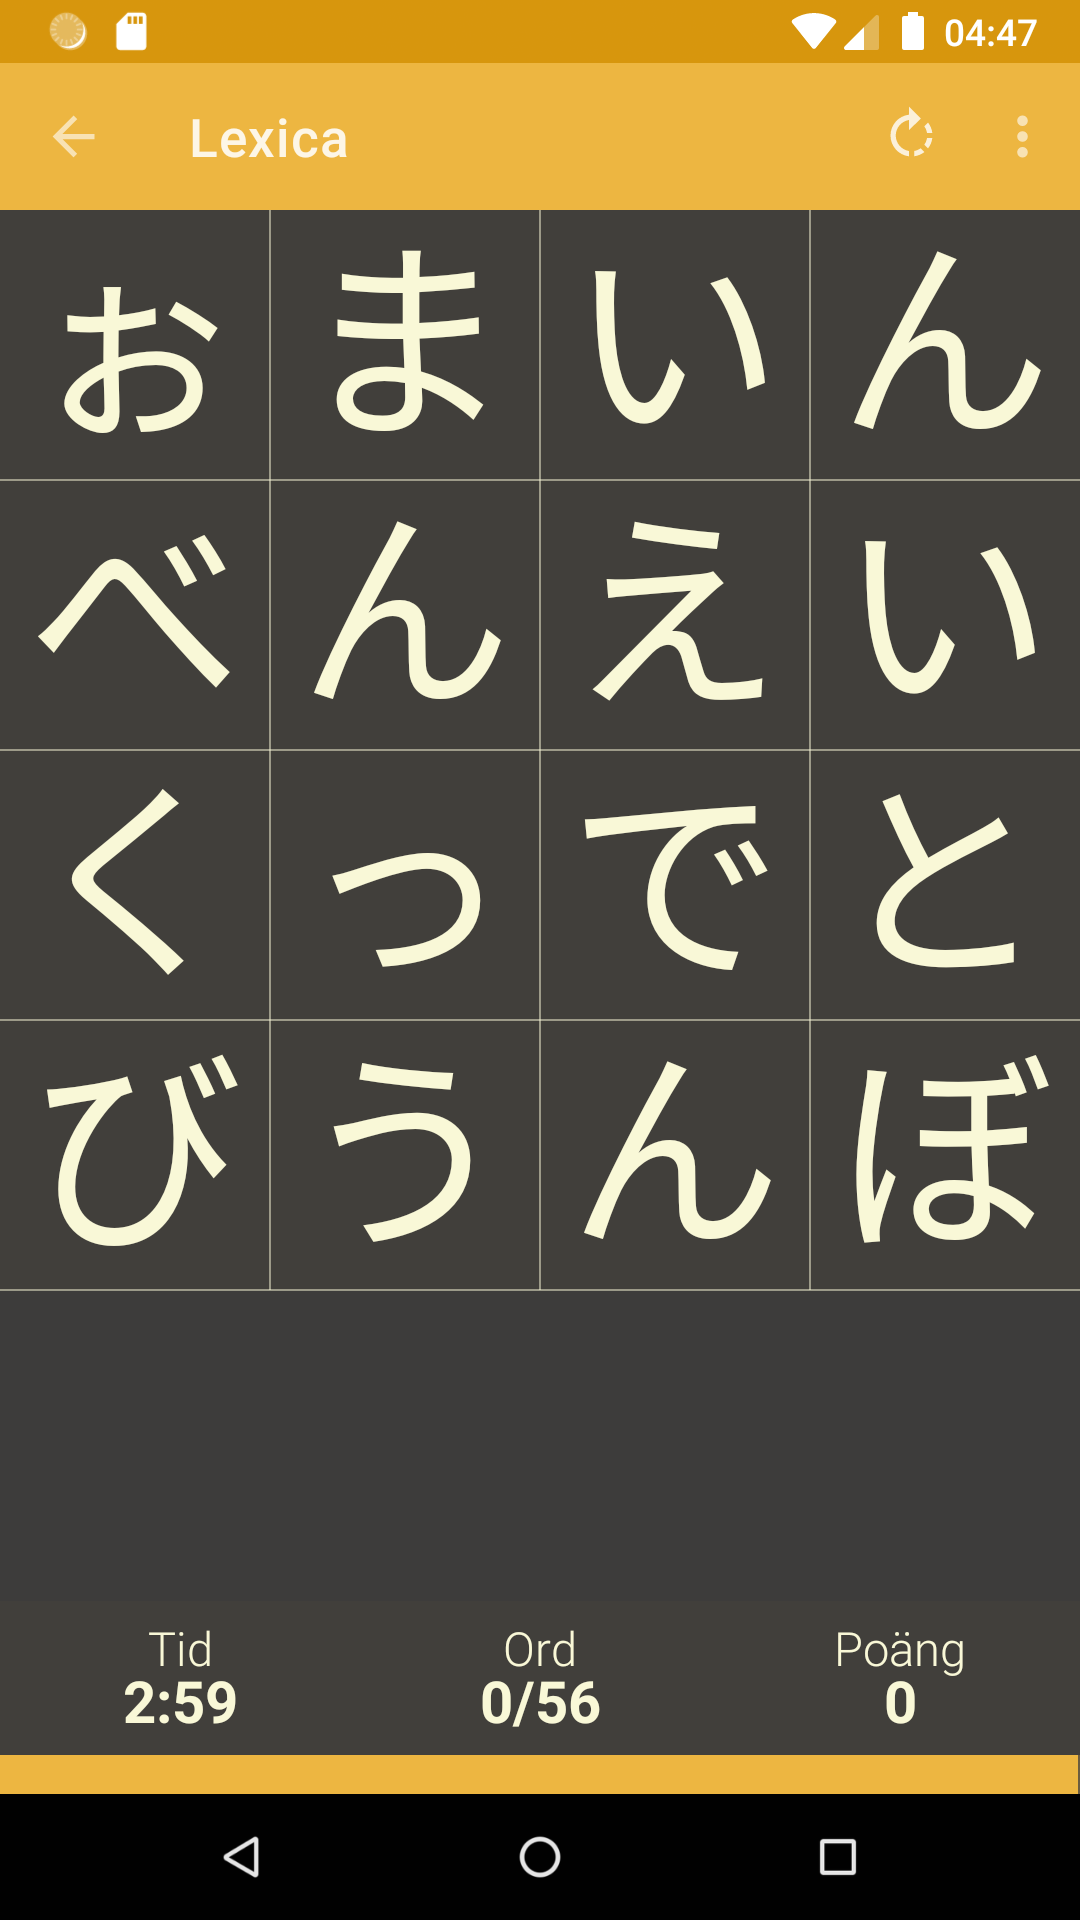 04:47
Lexica
ぉ ま い ん
べ ん え い
く っ で と
び う ん ぼ
Tid Ord Poäng
2:59 0/56 0